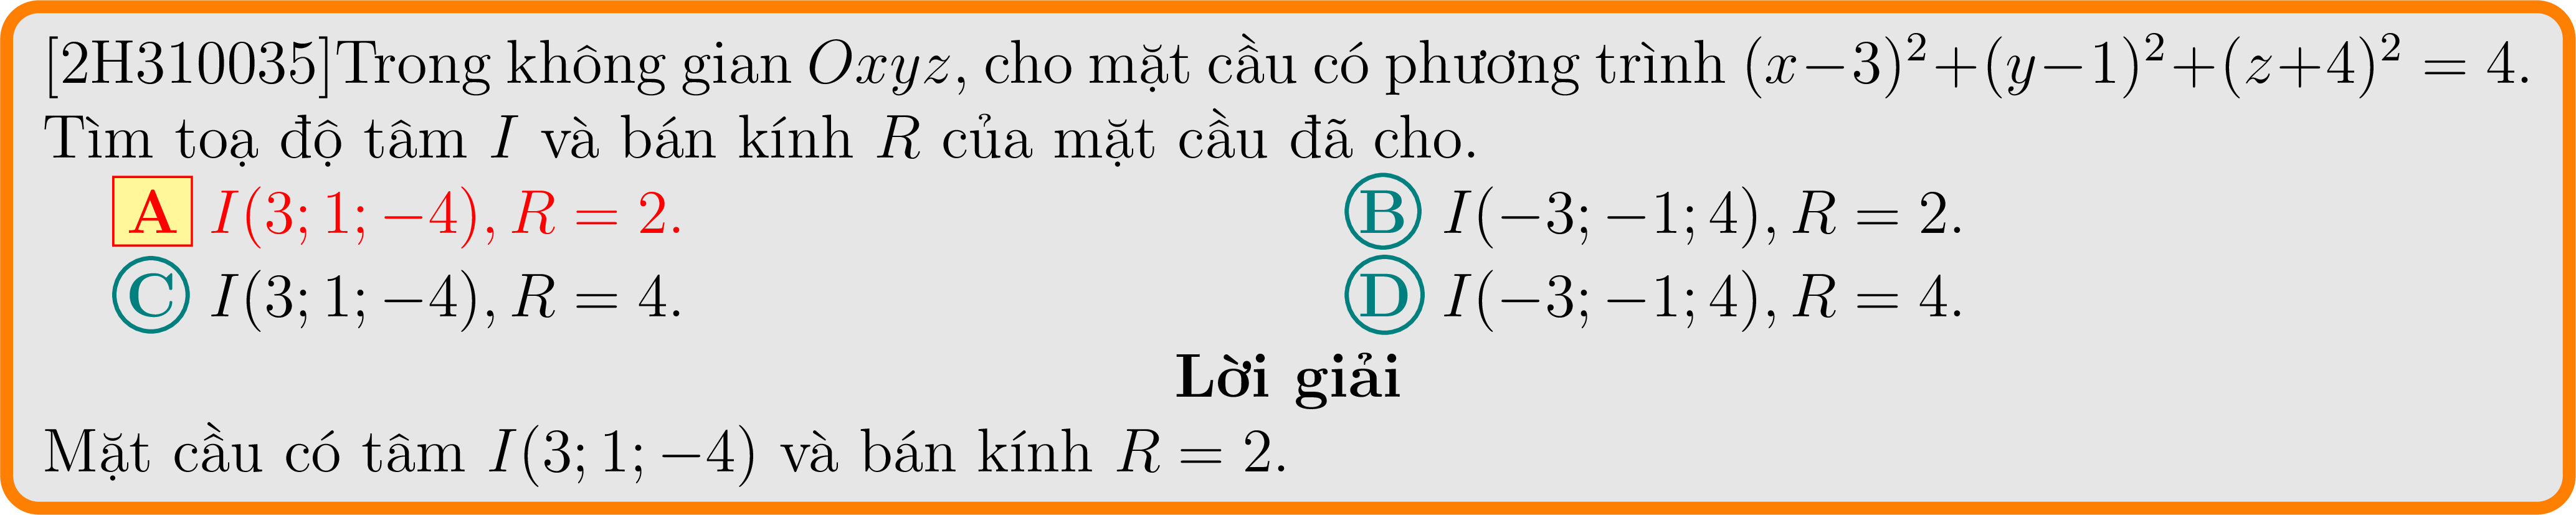 [2H310035]Trong không gian Oxyz, cho mặt cầu có phương trình (x−3)²+(y−1)²+(z+4)² = 4.
Tìm toạ độ tâm I và bán kính R của mặt cầu đã cho.
A I(3; 1; −4), R = 2. B I(−3; −1; 4), R = 2.
C I(3; 1; −4), R = 4. D I(−3; −1; 4), R = 4.
Lời giải
Mặt cầu có tâm I(3; 1; −4) và bán kính R = 2.